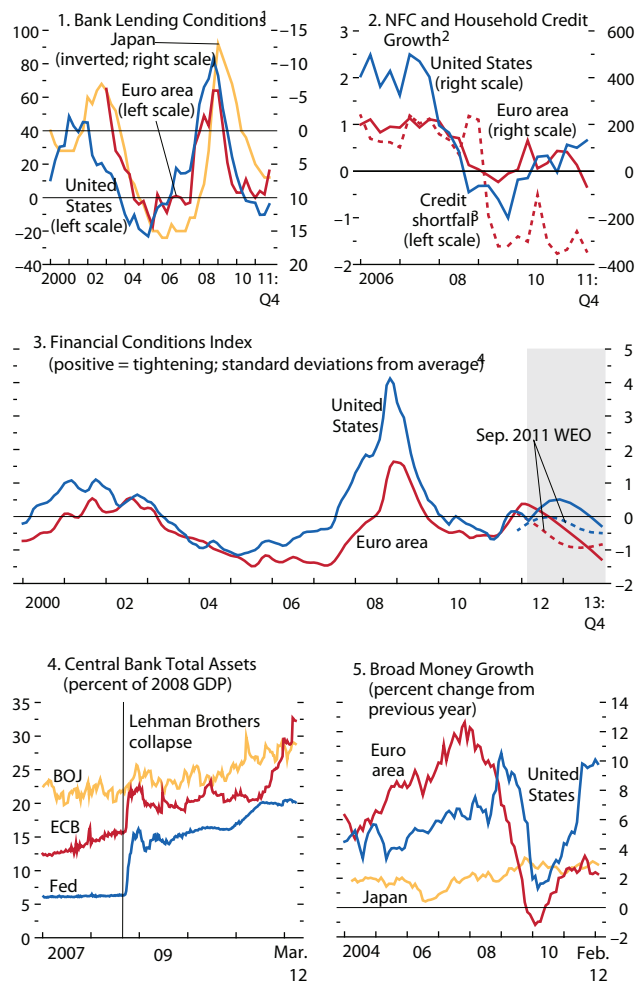 1. Bank Lending Conditions1
100
80
60
40
20
0
−20
−40
−15
−10
−5
0
5
10
15
20
Japan
(inverted; right scale)
Euro area
(left scale)
United
States
(left scale)
2000 02 04 06 08 09 10 11:
Q4
2. NFC and Household Credit
Growth2
3
2
1
0
−1
−2
600
400
200
0
−200
−400
United States
(right scale)
Euro area
(right scale)
Credit
shortfall3
(left scale)
2006 08 10 11:
Q4
3. Financial Conditions Index
(positive = tightening; standard deviations from average)4
5
4
3
2
1
0
−1
−2
United
States
Sep. 2011 WEO
Euro area
2000 02 04 06 08 10 12 13:
Q4
4. Central Bank Total Assets
(percent of 2008 GDP)
35
30
25
20
15
10
5
0
Lehman Brothers
collapse
BOJ
ECB
Fed
2007 09 Mar.
12
5. Broad Money Growth
(percent change from
previous year)
14
12
10
8
6
4
2
0
−2
Euro
area
United
States
Japan
2004 06 08 10 Feb.
12